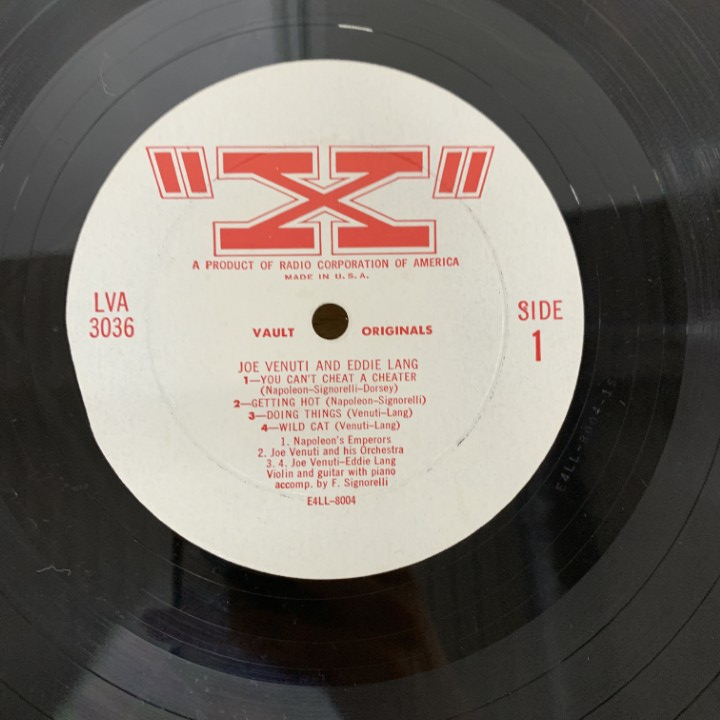 "X"
A PRODUCT OF RADIO CORPORATION OF AMERICA
MADE IN U.S.A.
LVA
3036
SIDE
1
VAULT ORIGINALS
JOE VENUTI AND EDDIE LANG
1—YOU CAN'T CHEAT A CHEATER
(Napoleon–Signorelli–Dorsey)
2—GETTING HOT (Napoleon–Signorelli)
3—DOING THINGS (Venuti–Lang)
4—WILD CAT (Venuti–Lang)
1. Napoleon's Emperors
2. Joe Venuti and his Orchestra
3. 4. Joe Venuti–Eddie Lang
Violin and guitar with piano
accomp. by F. Signorelli
E4LL–8004